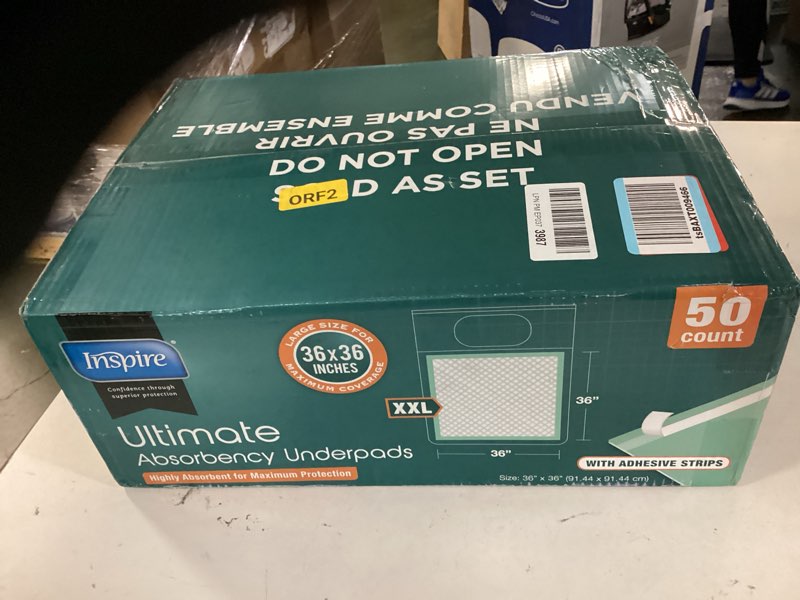 VENDU COMME ENSEMBLE
NE PAS OUVRIR
DO NOT OPEN
S D AS SET
ORF2
3987
tsBAXT009466
50
count
Inspire
Confidence through
superior protection
LARGE SIZE FOR
36x36
INCHES
MAXIMUM COVERAGE
XXL
36"
36"
Ultimate
Absorbency Underpads
Highly Absorbent for Maximum Protection
WITH ADHESIVE STRIPS
Size: 36" x 36" (91.44 x 91.44 cm)